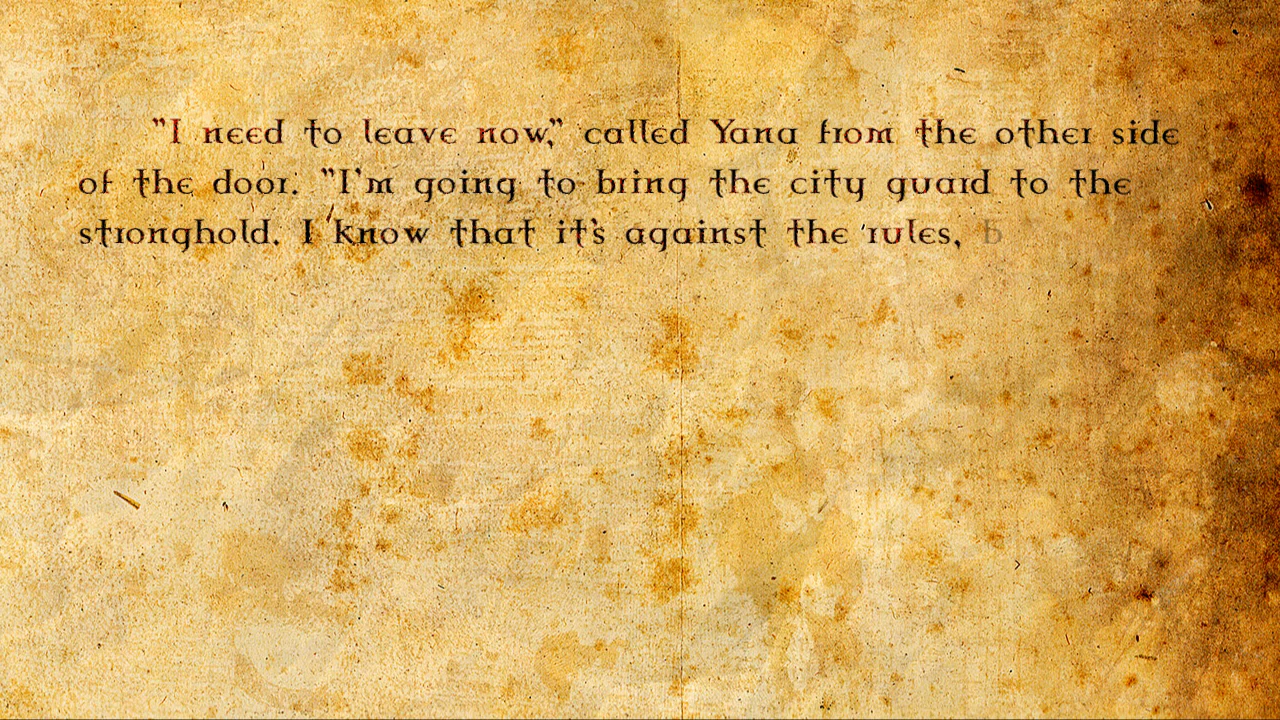 "I need to leave now," called Yana from the other side
of the door. "I'm going to bring the city guard to the
stronghold. I know that it's against the rules, b